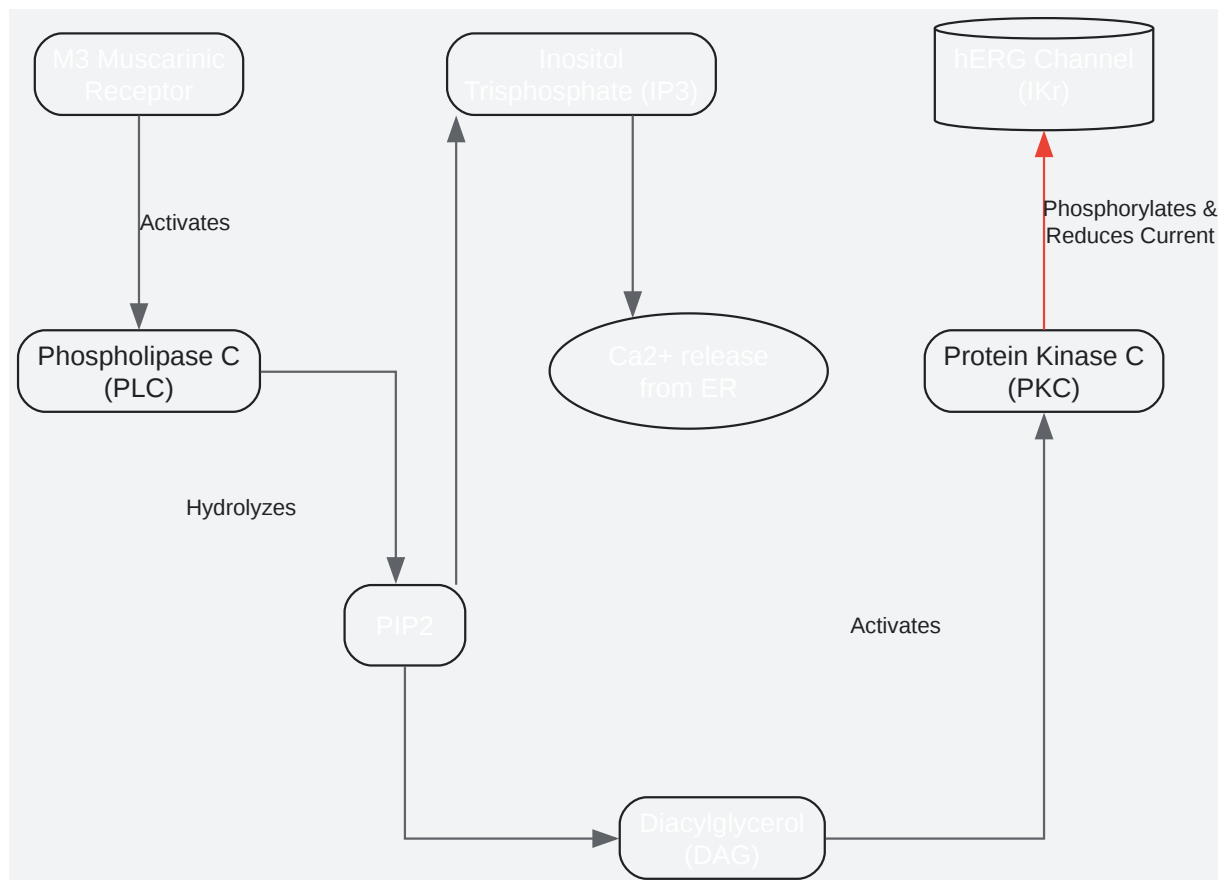 M3 Muscarinic
Receptor
Inositol
Trisphosphate (IP3)
hERG Channel
(IKr)
Activates
Phosphorylates &
Reduces Current
Phospholipase C
(PLC)
Ca2+ release
from ER
Protein Kinase C
(PKC)
Hydrolyzes
PIP2
Activates
Diacylglycerol
(DAG)